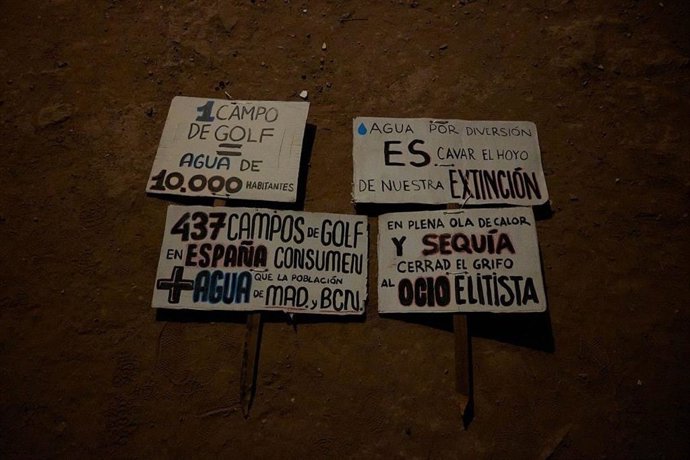 1 CAMPO
DE GOLF
=
AGUA DE
10.000 HABITANTES
AGUA POR DIVERSIÓN
ES CAVAR EL HOYO
DE NUESTRA EXTINCIÓN
437 CAMPOS DE GOLF
EN ESPAÑA CONSUMEN
+ AGUA QUE LA POBLACIÓN
DE MAD. y BCN.
EN PLENA OLA DE CALOR
Y SEQUÍA
CERRAD EL GRIFO
AL OCIO ELITISTA